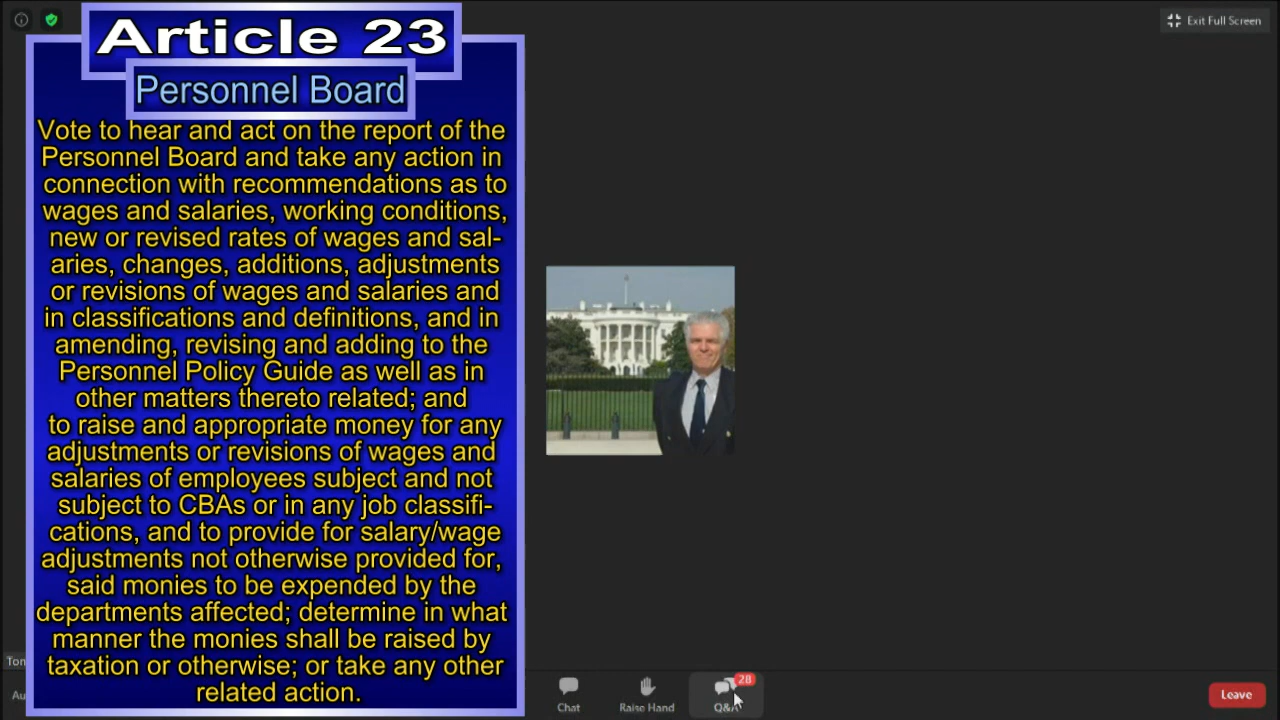 Article 23
Personnel Board
Vote to hear and act on the report of the
Personnel Board and take any action in
connection with recommendations as to
wages and salaries, working conditions,
new or revised rates of wages and sal-
aries, changes, additions, adjustments
or revisions of wages and salaries and
in classifications and definitions, and in
amending, revising and adding to the
Personnel Policy Guide as well as in
other matters thereto related; and
to raise and appropriate money for any
adjustments or revisions of wages and
salaries of employees subject and not
subject to CBAs or in any job classifi-
cations, and to provide for salary/wage
adjustments not otherwise provided for,
said monies to be expended by the
departments affected; determine in what
manner the monies shall be raised by
taxation or otherwise; or take any other
related action.
Exit Full Screen
Tom
Au
Chat
Raise Hand
28
Q&A
Leave